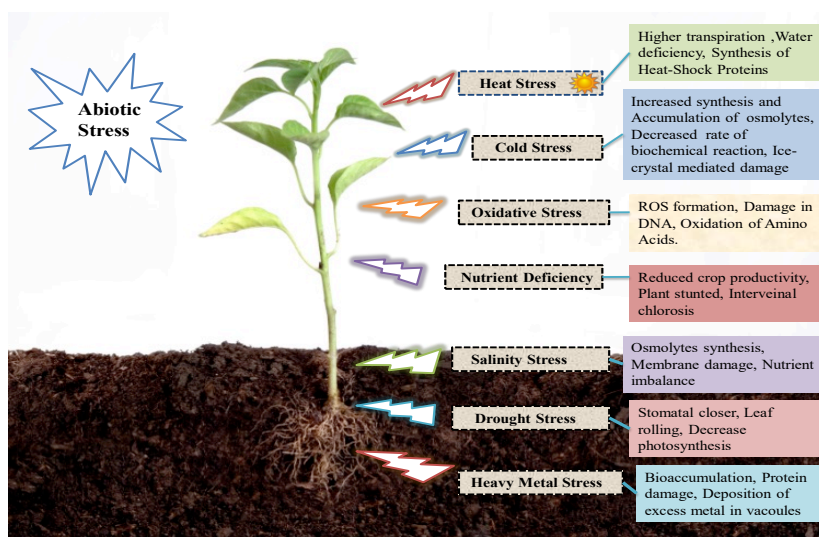 Abiotic
Stress
Heat Stress
Higher transpiration ,Water
deficiency, Synthesis of
Heat-Shock Proteins
Cold Stress
Increased synthesis and
Accumulation of osmolytes,
Decreased rate of
biochemical reaction, Ice-
crystal mediated damage
Oxidative Stress
ROS formation, Damage in
DNA, Oxidation of Amino
Acids.
Nutrient Deficiency
Reduced crop productivity,
Plant stunted, Interveinal
chlorosis
Salinity Stress
Osmolytes synthesis,
Membrane damage, Nutrient
imbalance
Drought Stress
Stomatal closer, Leaf
rolling, Decrease
photosynthesis
Heavy Metal Stress
Bioaccumulation, Protein
damage, Deposition of
excess metal in vacoules